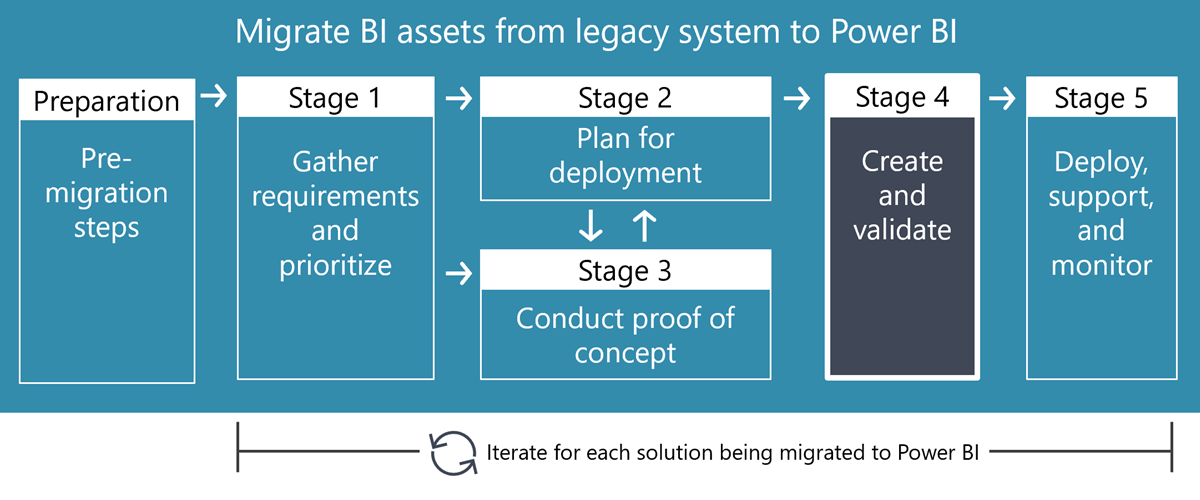 Migrate BI assets from legacy system to Power BI
Preparation
Pre-
migration
steps
Stage 1
Gather
requirements
and
prioritize
Stage 2
Plan for
deployment
Stage 3
Conduct proof of
concept
Stage 4
Create
and
validate
Stage 5
Deploy,
support,
and
monitor
Iterate for each solution being migrated to Power BI